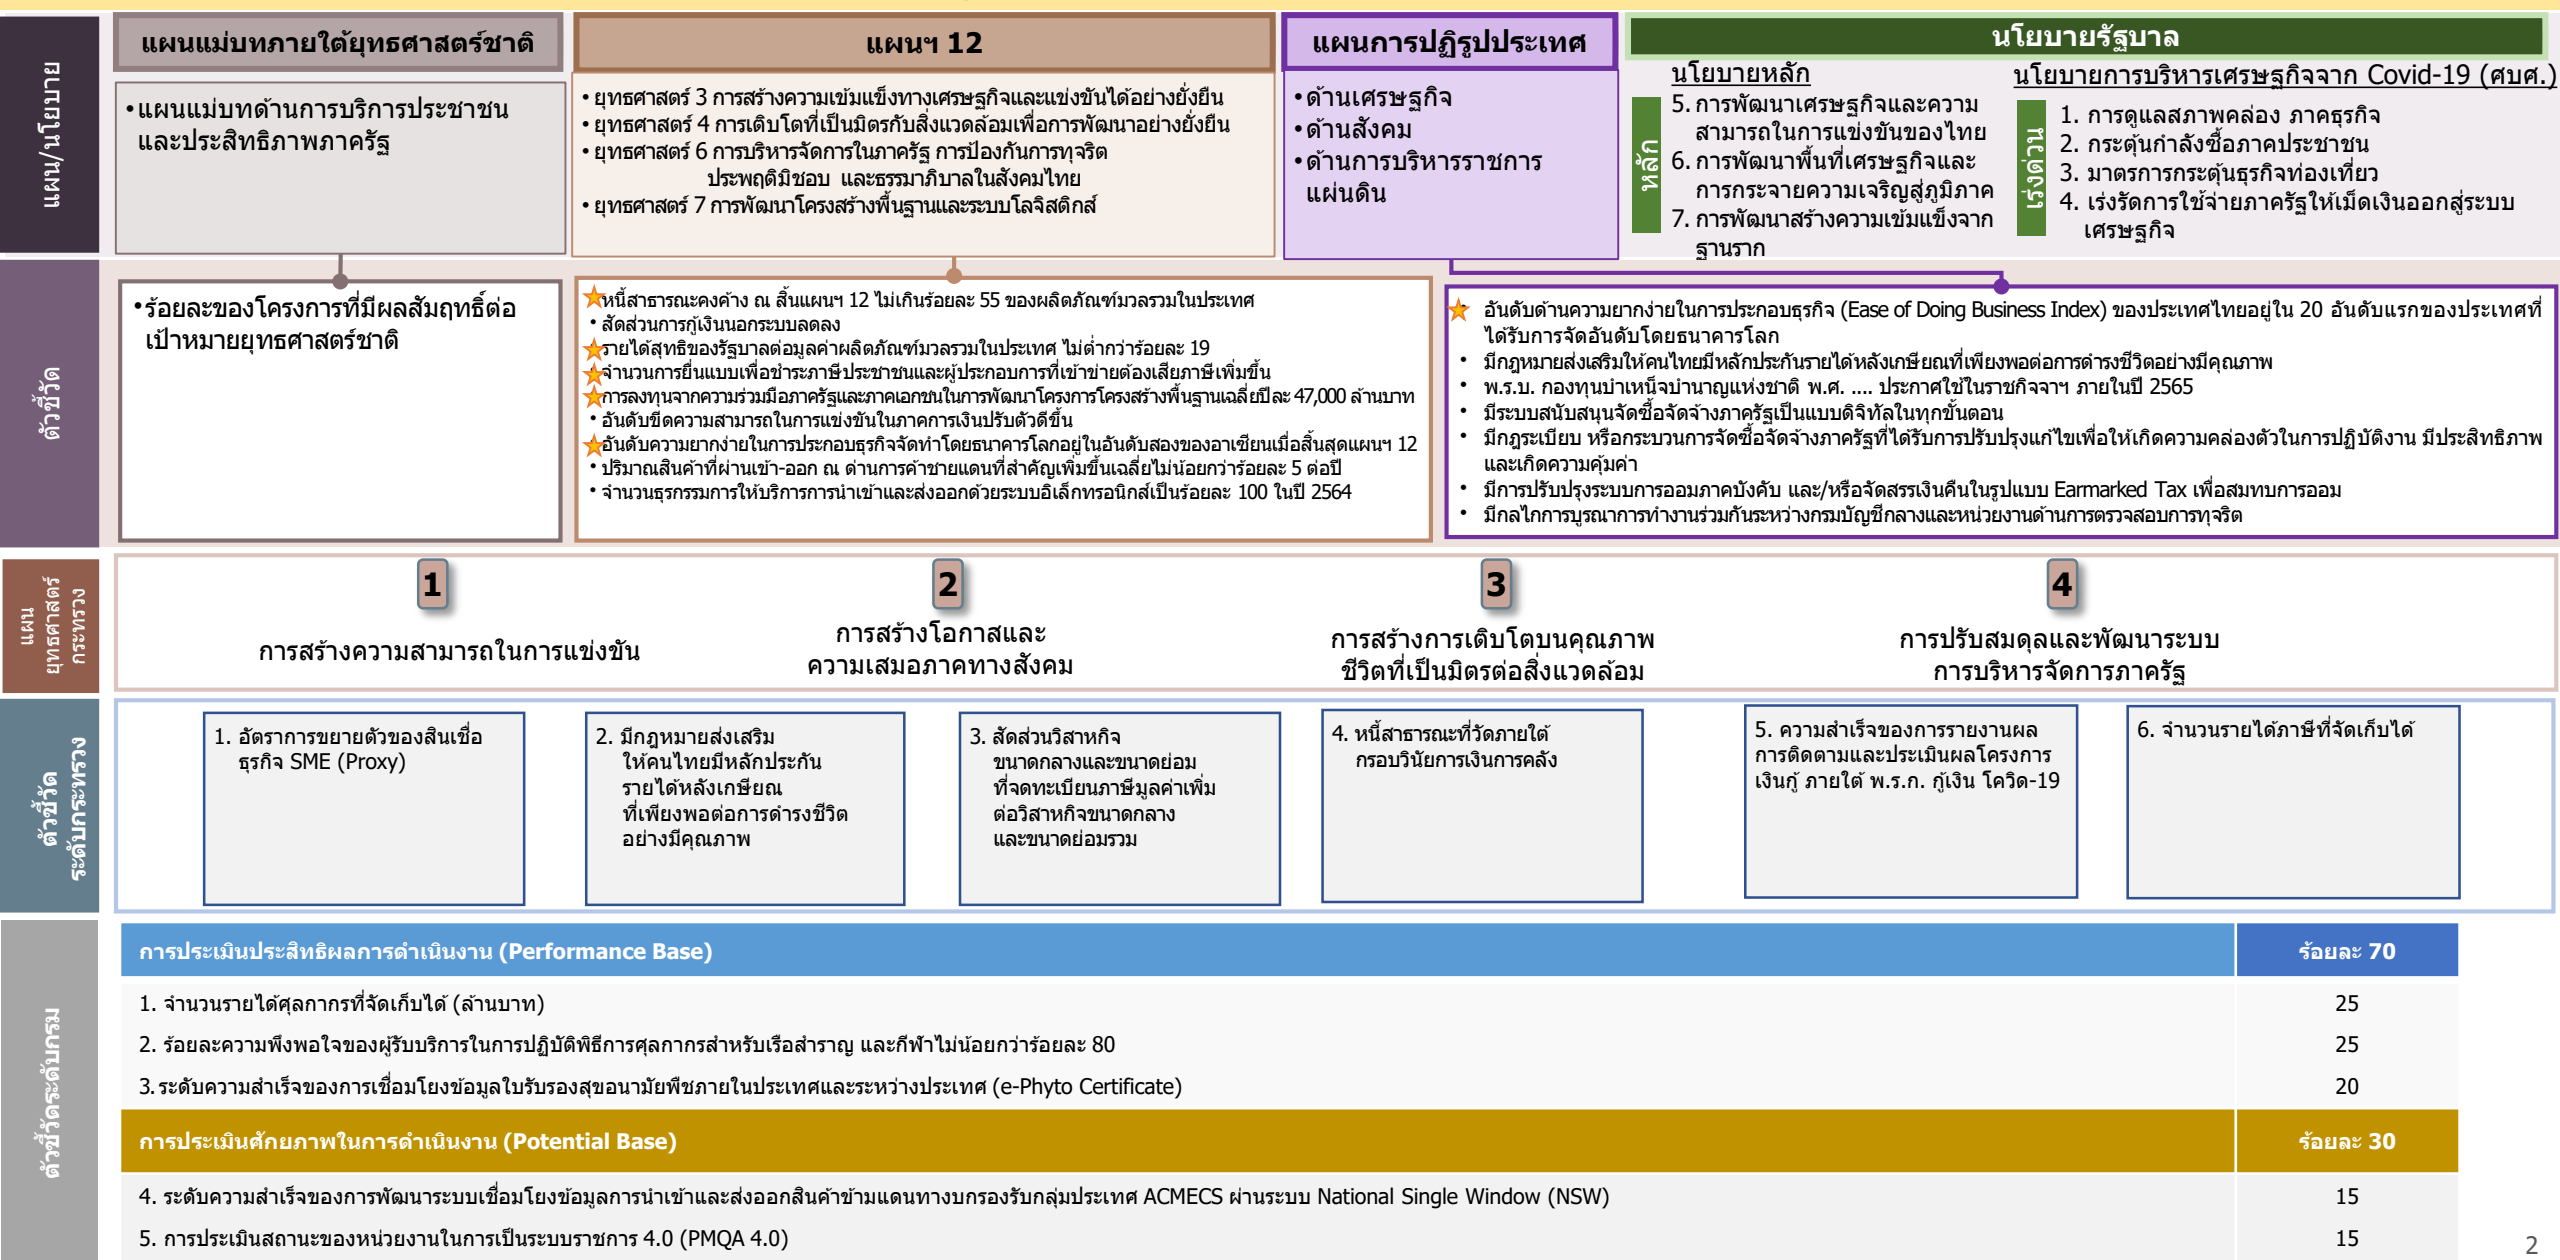 แผน/นโยบาย
แผนแม่บทภายใต้ยุทธศาสตร์ชาติ
•แผนแม่บทด้านการบริการประชาชน
และประสิทธิภาพภาครัฐ
แผนฯ 12
• ยุทธศาสตร์ 3 การสร้างความเข้มแข็งทางเศรษฐกิจและแข่งขันได้อย่างยั่งยืน
• ยุทธศาสตร์ 4 การเติบโตที่เป็นมิตรกับสิ่งแวดล้อมเพื่อการพัฒนาอย่างยั่งยืน
• ยุทธศาสตร์ 6 การบริหารจัดการในภาครัฐ การป้องกันการทุจริต
ประพฤติมิชอบ และธรรมาภิบาลในสังคมไทย
• ยุทธศาสตร์ 7 การพัฒนาโครงสร้างพื้นฐานและระบบโลจิสติกส์
แผนการปฏิรูปประเทศ
•ด้านเศรษฐกิจ
•ด้านสังคม
•ด้านการบริหารราชการ
แผ่นดิน
นโยบายรัฐบาล
นโยบายหลัก
หลัก
5. การพัฒนาเศรษฐกิจและความ
สามารถในการแข่งขันของไทย
6. การพัฒนาพื้นที่เศรษฐกิจและ
การกระจายความเจริญสู่ภูมิภาค
7. การพัฒนาสร้างความเข้มแข็งจาก
ฐานราก
นโยบายการบริหารเศรษฐกิจจาก Covid-19 (ศบศ.)
เร่งด่วน
1. การดูแลสภาพคล่อง ภาคธุรกิจ
2. กระตุ้นกำลังซื้อภาคประชาชน
3. มาตรการกระตุ้นธุรกิจท่องเที่ยว
4. เร่งรัดการใช้จ่ายภาครัฐให้เม็ดเงินออกสู่ระบบ
เศรษฐกิจ
ตัวชี้วัด
•ร้อยละของโครงการที่มีผลสัมฤทธิ์ต่อ
เป้าหมายยุทธศาสตร์ชาติ
หนี้สาธารณะคงค้าง ณ สิ้นแผนฯ 12 ไม่เกินร้อยละ 55 ของผลิตภัณฑ์มวลรวมในประเทศ
• สัดส่วนการกู้เงินนอกระบบลดลง
รายได้สุทธิของรัฐบาลต่อมูลค่าผลิตภัณฑ์มวลรวมในประเทศ ไม่ต่ำกว่าร้อยละ 19
จำนวนการยื่นแบบเพื่อชำระภาษีประชาชนและผู้ประกอบการที่เข้าข่ายต้องเสียภาษีเพิ่มขึ้น
การลงทุนจากความร่วมมือภาครัฐและภาคเอกชนในการพัฒนาโครงการโครงสร้างพื้นฐานเฉลี่ยปีละ 47,000 ล้านบาท
• อันดับขีดความสามารถในการแข่งขันในภาคการเงินปรับตัวดีขึ้น
อันดับความยากง่ายในการประกอบธุรกิจจัดทำโดยธนาคารโลกอยู่ในอันดับสองของอาเซียนเมื่อสิ้นสุดแผนฯ 12
• ปริมาณสินค้าที่ผ่านเข้า-ออก ณ ด่านการค้าชายแดนที่สำคัญเพิ่มขึ้นเฉลี่ยไม่น้อยกว่าร้อยละ 5 ต่อปี
• จำนวนธุรกรรมการให้บริการการนำเข้าและส่งออกด้วยระบบอิเล็กทรอนิกส์เป็นร้อยละ 100 ในปี 2564
อันดับด้านความยากง่ายในการประกอบธุรกิจ (Ease of Doing Business Index) ของประเทศไทยอยู่ใน 20 อันดับแรกของประเทศที่
ได้รับการจัดอันดับโดยธนาคารโลก
• มีกฎหมายส่งเสริมให้คนไทยมีหลักประกันรายได้หลังเกษียณที่เพียงพอต่อการดำรงชีวิตอย่างมีคุณภาพ
• พ.ร.บ. กองทุนบำเหน็จบำนาญแห่งชาติ พ.ศ. .... ประกาศใช้ในราชกิจจาฯ ภายในปี 2565
• มีระบบสนับสนุนจัดซื้อจัดจ้างภาครัฐเป็นแบบดิจิทัลในทุกขั้นตอน
• มีกฎระเบียบ หรือกระบวนการจัดซื้อจัดจ้างภาครัฐที่ได้รับการปรับปรุงแก้ไขเพื่อให้เกิดความคล่องตัวในการปฏิบัติงาน มีประสิทธิภาพ
และเกิดความคุ้มค่า
• มีการปรับปรุงระบบการออมภาคบังคับ และ/หรือจัดสรรเงินคืนในรูปแบบ Earmarked Tax เพื่อสมทบการออม
• มีกลไกการบูรณาการทำงานร่วมกันระหว่างกรมบัญชีกลางและหน่วยงานด้านการตรวจสอบการทุจริต
แผน
ยุทธศาสตร์
กระทรวง
1
การสร้างความสามารถในการแข่งขัน
2
การสร้างโอกาสและ
ความเสมอภาคทางสังคม
3
การสร้างการเติบโตบนคุณภาพ
ชีวิตที่เป็นมิตรต่อสิ่งแวดล้อม
4
การปรับสมดุลและพัฒนาระบบ
การบริหารจัดการภาครัฐ
ตัวชี้วัด
ระดับกระทรวง
1. อัตราการขยายตัวของสินเชื่อ
ธุรกิจ SME (Proxy)
2. มีกฎหมายส่งเสริม
ให้คนไทยมีหลักประกัน
รายได้หลังเกษียณ
ที่เพียงพอต่อการดำรงชีวิต
อย่างมีคุณภาพ
3. สัดส่วนวิสาหกิจ
ขนาดกลางและขนาดย่อม
ที่จดทะเบียนภาษีมูลค่าเพิ่ม
ต่อวิสาหกิจขนาดกลาง
และขนาดย่อมรวม
4. หนี้สาธารณะที่วัดภายใต้
กรอบวินัยการเงินการคลัง
5. ความสำเร็จของการรายงานผล
การติดตามและประเมินผลโครงการ
เงินกู้ ภายใต้ พ.ร.ก. กู้เงิน โควิด-19
6. จำนวนรายได้ภาษีที่จัดเก็บได้
ตัวชี้วัดระดับกรม
การประเมินประสิทธิผลการดำเนินงาน (Performance Base) ร้อยละ 70
1. จำนวนรายได้ศุลกากรที่จัดเก็บได้ (ล้านบาท) 25
2. ร้อยละความพึงพอใจของผู้รับบริการในการปฏิบัติพิธีการศุลกากรสำหรับเรือสำราญ และกีฬาไม่น้อยกว่าร้อยละ 80 25
3. ระดับความสำเร็จของการเชื่อมโยงข้อมูลใบรับรองสุขอนามัยพืชภายในประเทศและระหว่างประเทศ (e-Phyto Certificate) 20
การประเมินศักยภาพในการดำเนินงาน (Potential Base) ร้อยละ 30
4. ระดับความสำเร็จของการพัฒนาระบบเชื่อมโยงข้อมูลการนำเข้าและส่งออกสินค้าข้ามแดนทางบกรองรับกลุ่มประเทศ ACMECS ผ่านระบบ National Single Window (NSW) 15
5. การประเมินสถานะของหน่วยงานในการเป็นระบบราชการ 4.0 (PMQA 4.0) 15
2